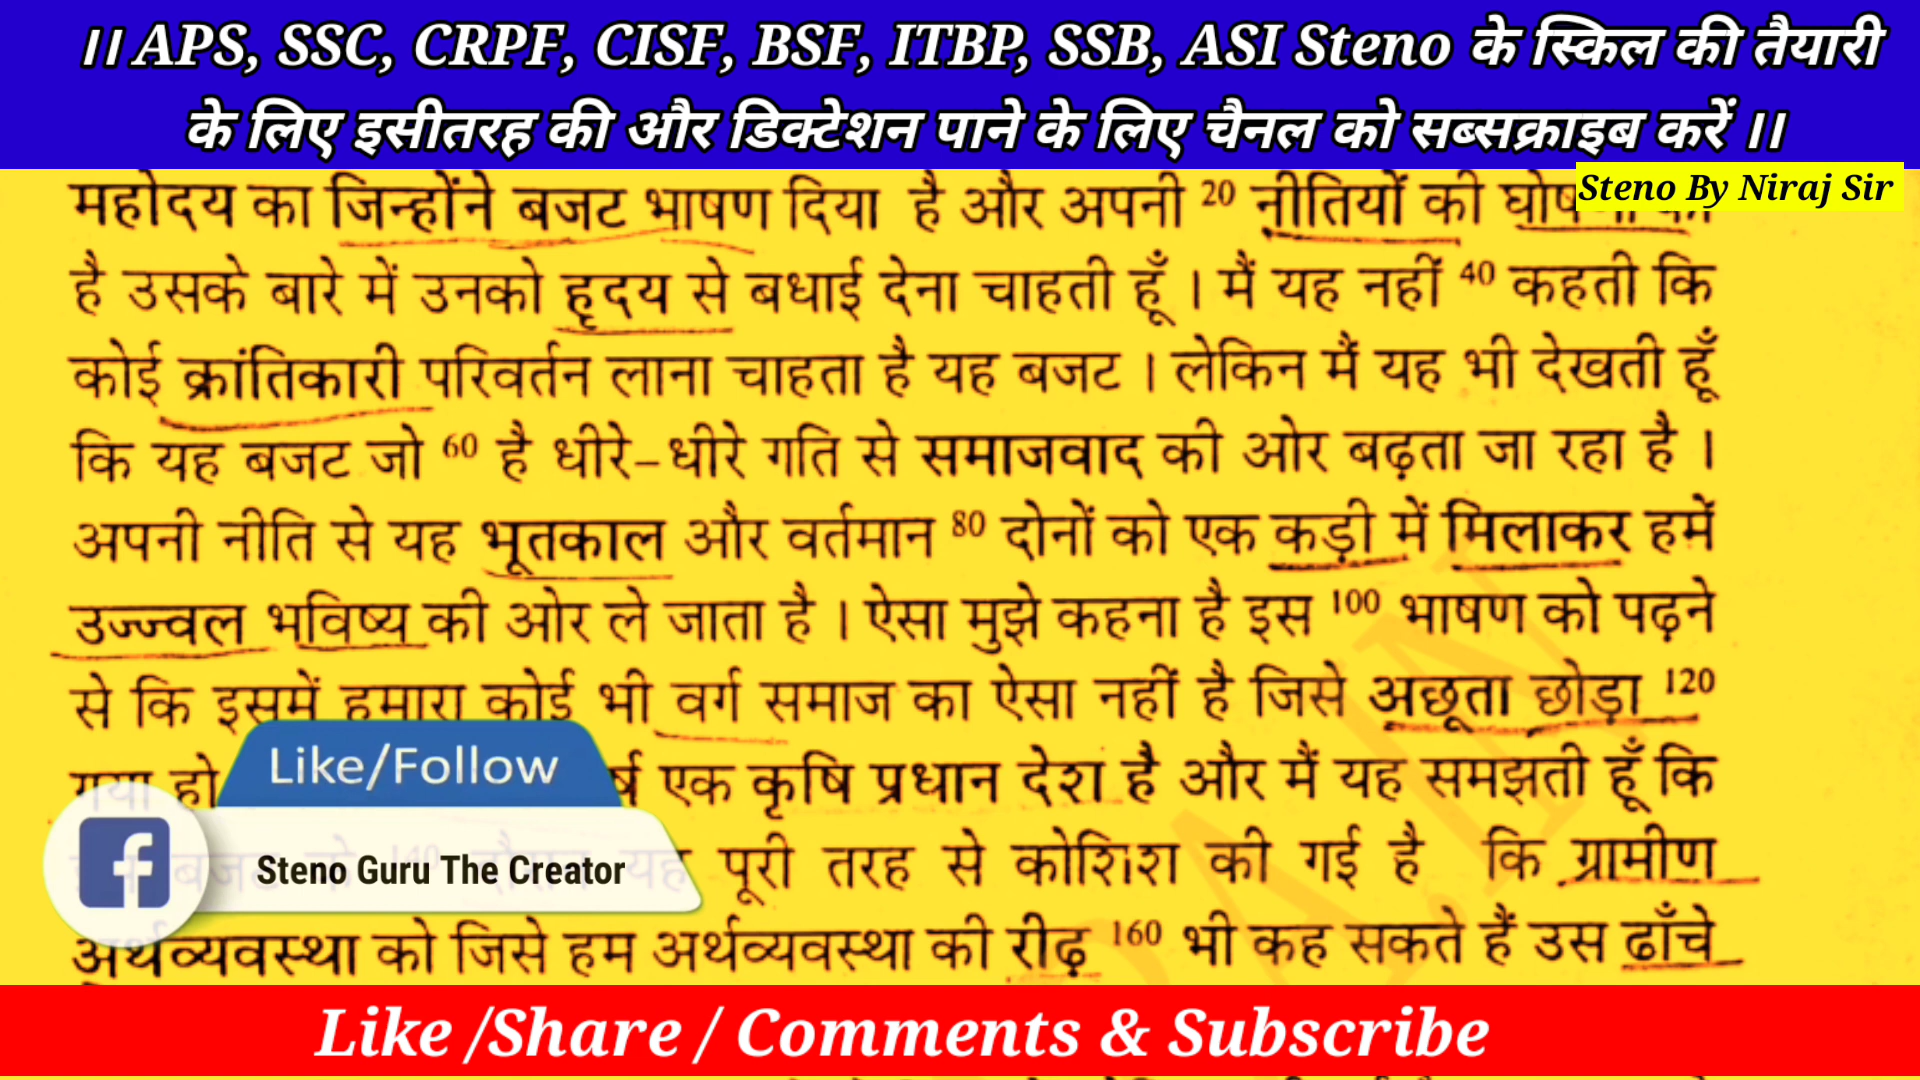 ।। APS, SSC, CRPF, CISF, BSF, ITBP, SSB, ASI Steno के स्किल की तैयारी
के लिए इसीतरह की और डिक्टेशन पाने के लिए चैनल को सब्सक्राइब करें ।।
Steno By Niraj Sir
महोदय का जिन्होंने बजट भाषण दिया है और अपनी 20 नीतियों की
है उसके बारे में उनको हृदय से बधाई देना चाहती हूँ । मैं यह नहीं 40 कहती कि
कोई क्रांतिकारी परिवर्तन लाना चाहता है यह बजट । लेकिन मैं यह भी देखती हूँ
कि यह बजट जो 60 है धीरे-धीरे गति से समाजवाद की ओर बढ़ता जा रहा है ।
अपनी नीति से यह भूतकाल और वर्तमान 80 दोनों को एक कड़ी में मिलाकर हमें
उज्ज्वल भविष्य की ओर ले जाता है । ऐसा मुझे कहना है इस 100 भाषण को पढ़ने
से कि इसमें हमारा कोई भी वर्ग समाज का ऐसा नहीं है जिसे अछूता छोड़ा 120
गया हो एक कृषि प्रधान देश है और मैं यह समझती हूँ कि
बजट 140 दौरान यह पूरी तरह से कोशिश की गई है कि ग्रामीण
अर्थव्यवस्था को जिसे हम अर्थव्यवस्था की रीढ़ 160 भी कह सकते हैं उस ढाँचे
Like/Follow
Steno Guru The Creator
Like /Share / Comments & Subscribe